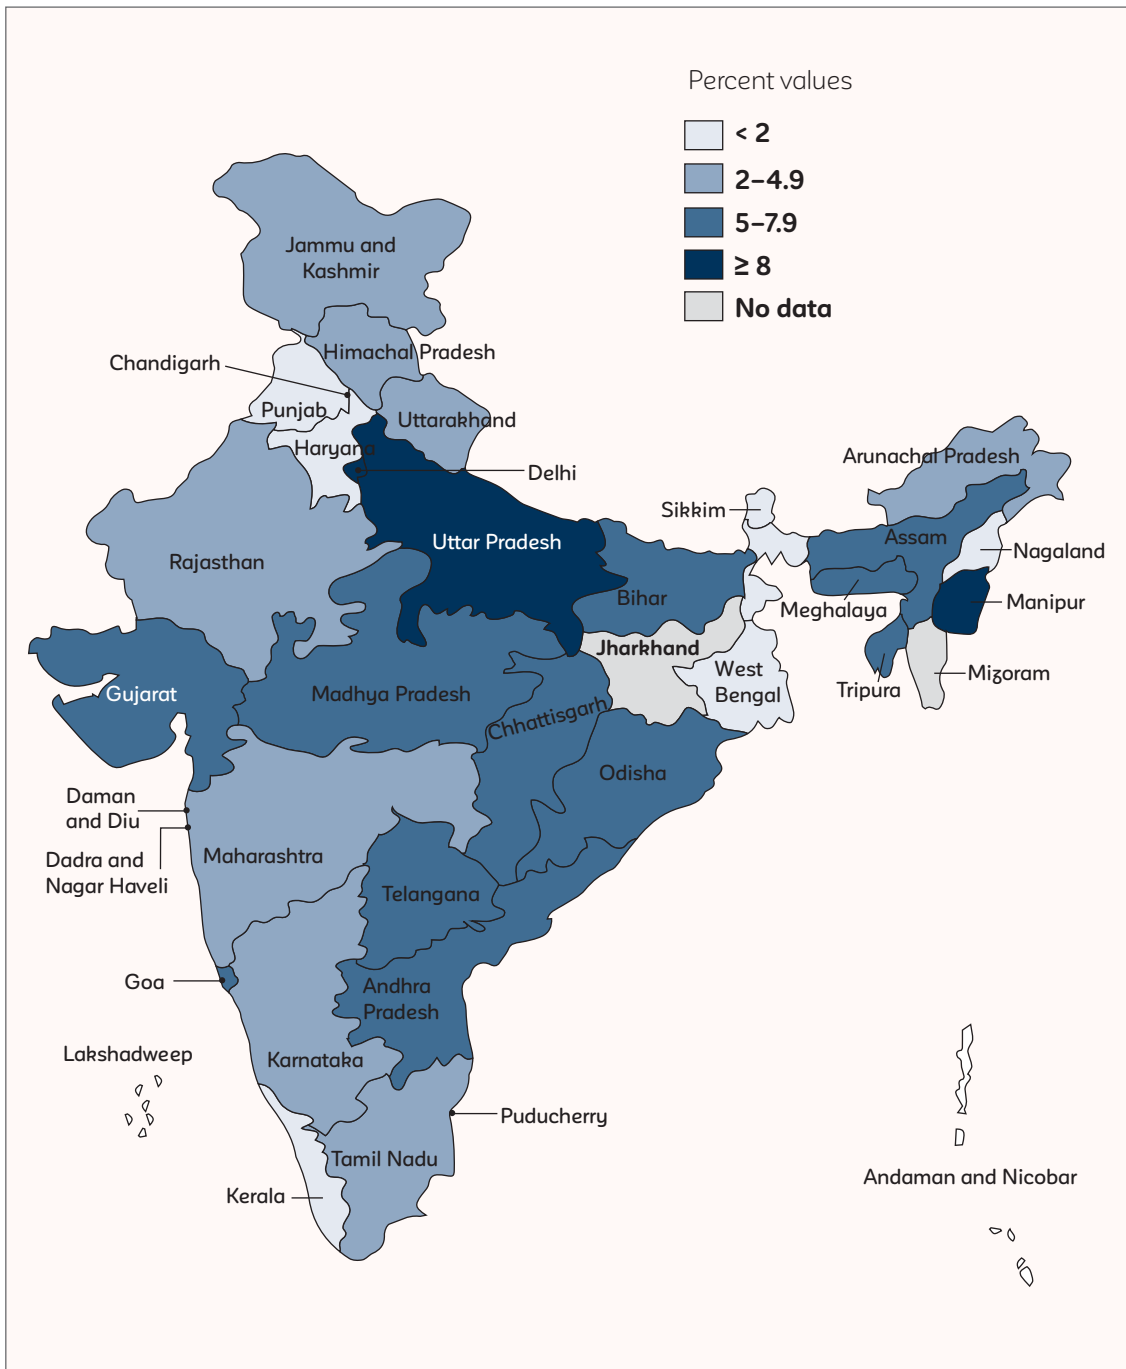 Percent values
< 2
2–4.9
5–7.9
≥ 8
No data
Jammu and
Kashmir
Himachal Pradesh
Chandigarh
Punjab
Uttarakhand
Haryana
Delhi
Arunachal Pradesh
Sikkim
Uttar Pradesh
Assam
Nagaland
Rajasthan
Bihar
Meghalaya
Manipur
Jharkhand
West
Bengal
Mizoram
Tripura
Gujarat
Madhya Pradesh
Chhattisgarh
Odisha
Daman
and Diu
Dadra and
Nagar Haveli
Maharashtra
Telangana
Goa
Andhra
Pradesh
Lakshadweep
Karnataka
Puducherry
Tamil Nadu
Andaman and Nicobar
Kerala